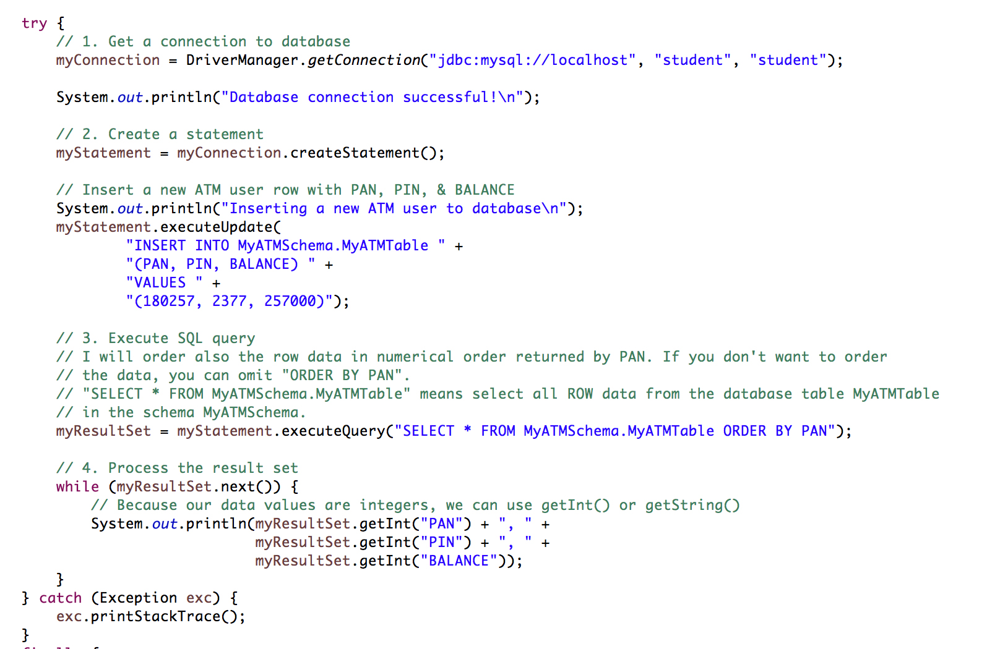 try {
// 1. Get a connection to database
myConnection = DriverManager.getConnection("jdbc:mysql://localhost", "student", "student");
System.out.println("Database connection successful!\n");
// 2. Create a statement
myStatement = myConnection.createStatement();
// Insert a new ATM user row with PAN, PIN, & BALANCE
System.out.println("Inserting a new ATM user to database\n");
myStatement.executeUpdate(
"INSERT INTO MyATMSchema.MyATMTable " +
"(PAN, PIN, BALANCE) " +
"VALUES " +
"(180257, 2377, 257000)");
// 3. Execute SQL query
// I will order also the row data in numerical order returned by PAN. If you don't want to order
// the data, you can omit "ORDER BY PAN".
// "SELECT * FROM MyATMSchema.MyATMTable" means select all ROW data from the database table MyATMTable
// in the schema MyATMSchema.
myResultSet = myStatement.executeQuery("SELECT * FROM MyATMSchema.MyATMTable ORDER BY PAN");
// 4. Process the result set
while (myResultSet.next()) {
// Because our data values are integers, we can use getInt() or getString()
System.out.println(myResultSet.getInt("PAN") + ", " +
myResultSet.getInt("PIN") + ", " +
myResultSet.getInt("BALANCE"));
}
} catch (Exception exc) {
exc.printStackTrace();
}